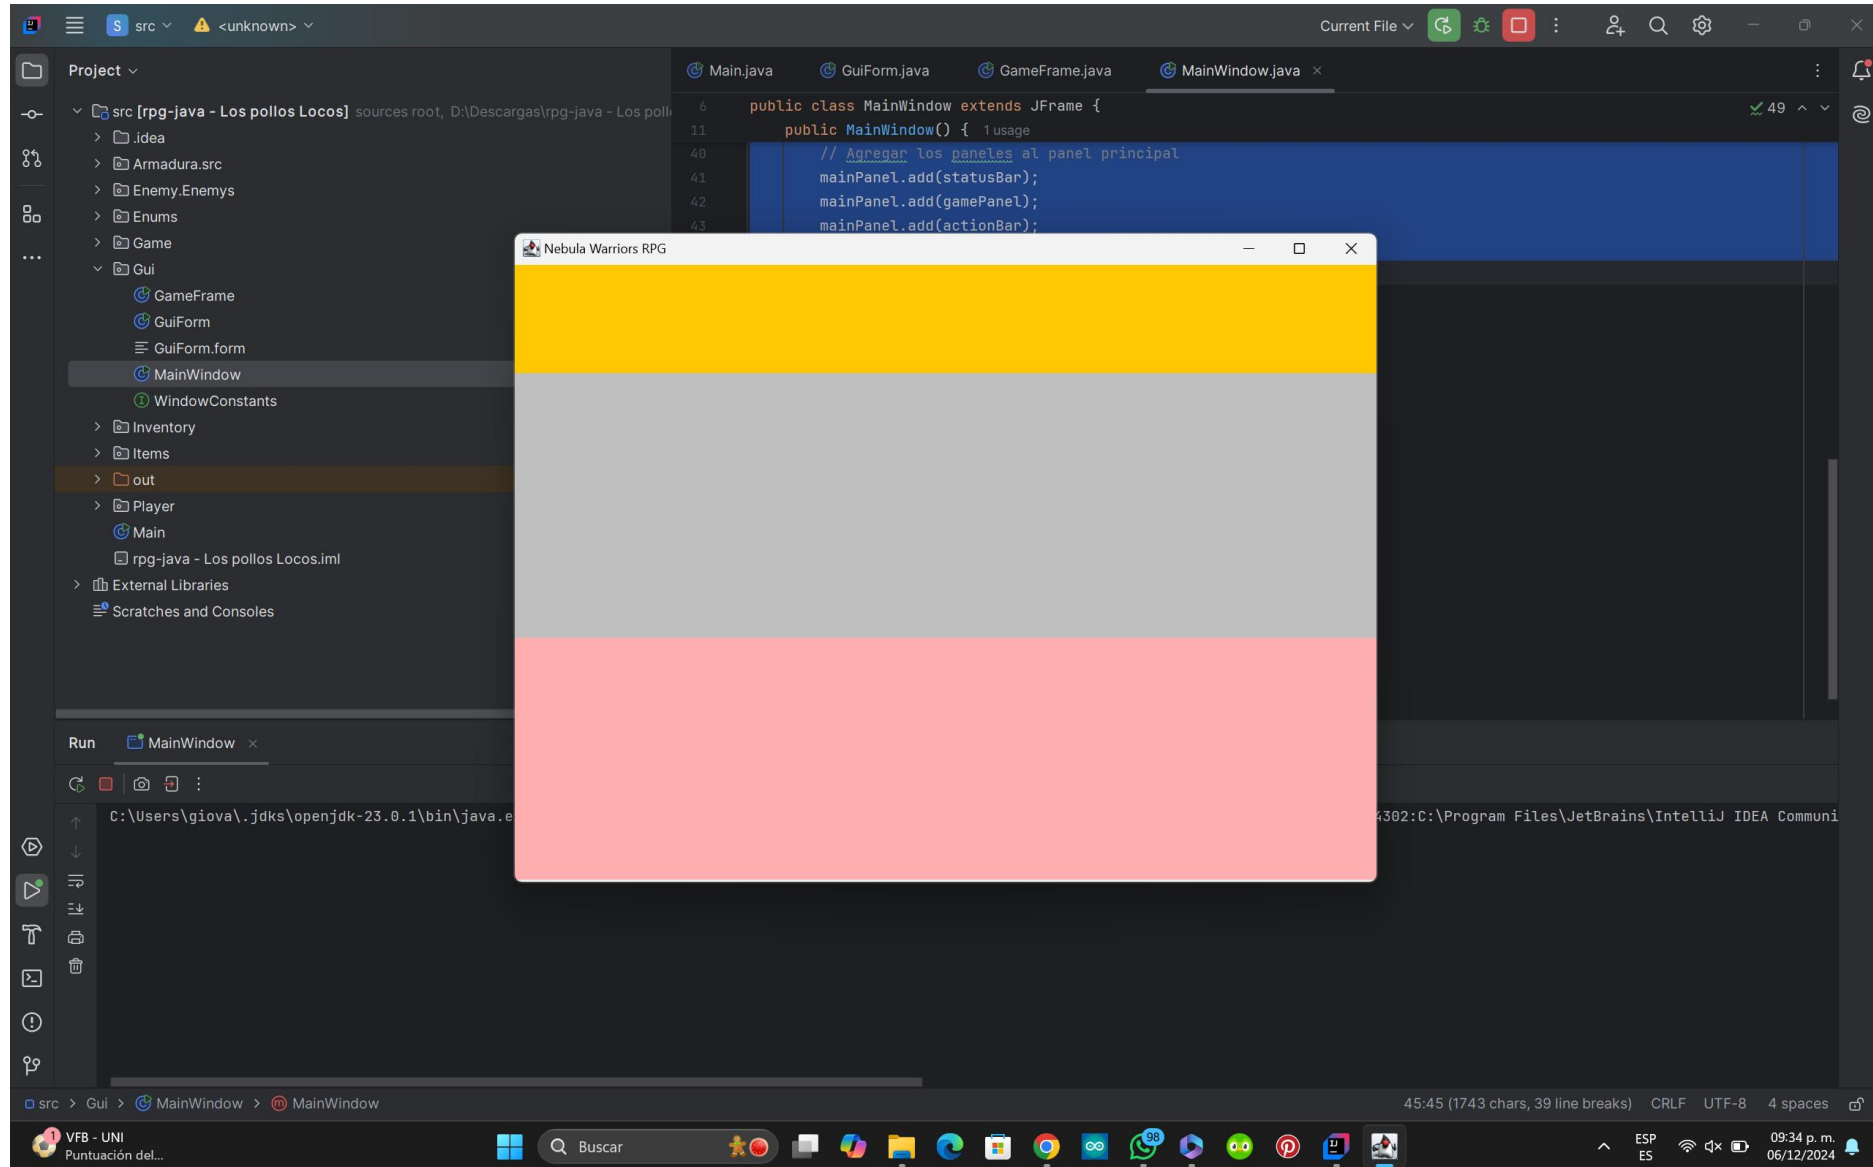 S src <unknown> Current File
Project
Main.java GuiForm.java GameFrame.java MainWindow.java
src [rpg-java - Los pollos Locos] sources root, D:\Descargas\rpg-java - Los poll
.idea
Armadura.src
Enemy.Enemys
Enums
Game
Gui
GameFrame
GuiForm
GuiForm.form
MainWindow
WindowConstants
Inventory
Items
out
Player
Main
rpg-java - Los pollos Locos.iml
External Libraries
Scratches and Consoles
6 public class MainWindow extends JFrame { 49
11 public MainWindow() { 1 usage
40 // Agregar los paneles al panel principal
41 mainPanel.add(statusBar);
42 mainPanel.add(gamePanel);
43 mainPanel.add(actionBar);
Nebula Warriors RPG
Run MainWindow
C:\Users\giova\.jdks\openjdk-23.0.1\bin\java.e 4302:C:\Program Files\JetBrains\IntelliJ IDEA Communi
src > Gui > MainWindow > MainWindow 45:45 (1743 chars, 39 line breaks) CRLF UTF-8 4 spaces
1 VFB - UNI
Puntuación del...
Buscar
98
ESP
ES
09:34 p. m.
06/12/2024